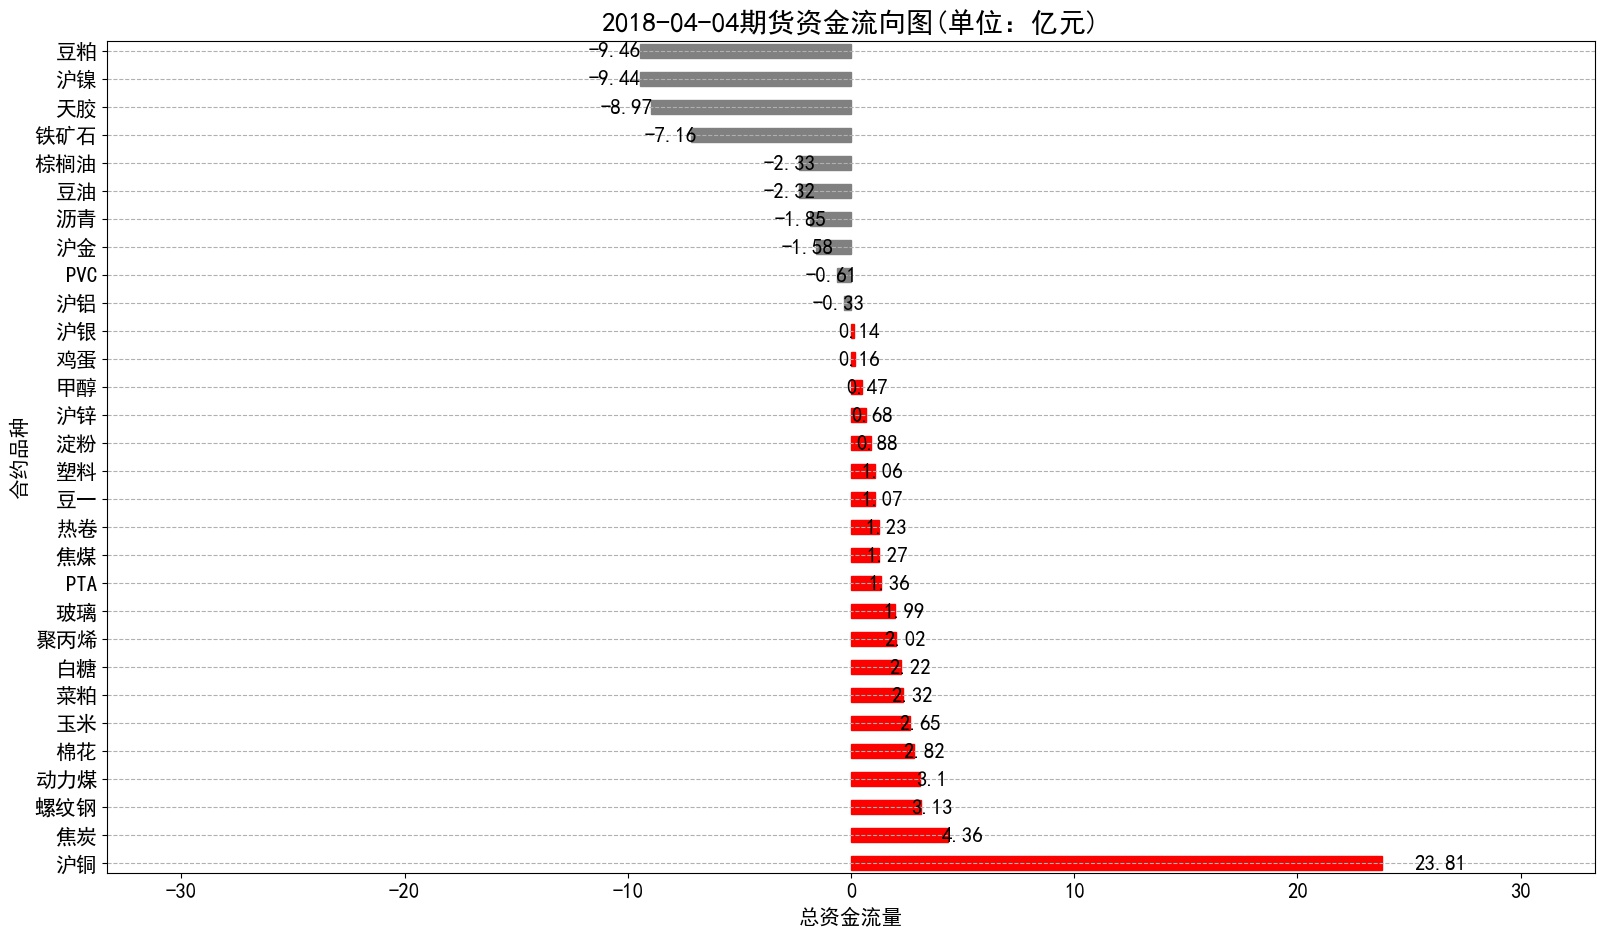 2018-04-04期货资金流向图(单位：亿元)
豆粕 -9.46
沪镍 -9.44
天胶 -8.97
铁矿石 -7.16
棕榈油 -2.33
豆油 -2.32
沥青 -1.85
沪金 -1.58
PVC -0.61
沪铝 -0.33
沪银 0.14
鸡蛋 0.16
甲醇 0.47
沪锌 0.68
淀粉 0.88
塑料 1.06
豆一 1.07
热卷 1.23
焦煤 1.27
PTA 1.36
玻璃 1.99
聚丙烯 2.02
白糖 2.22
菜粕 2.32
玉米 2.65
棉花 2.82
动力煤 3.1
螺纹钢 3.13
焦炭 4.36
沪铜 23.81
合约品种
-30 -20 -10 0 10 20 30
总资金流量